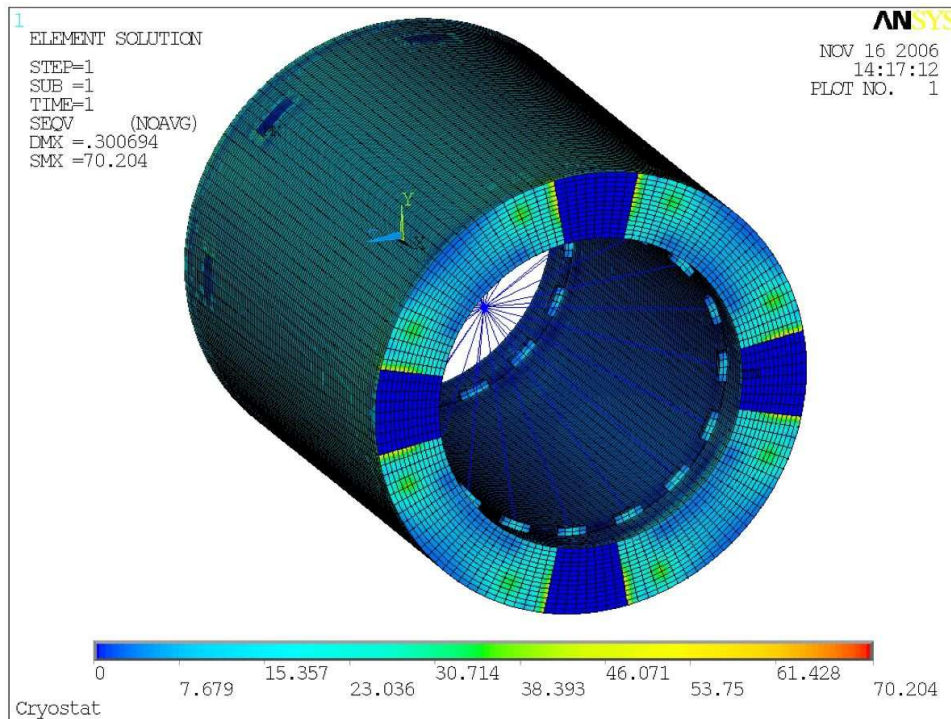 1
ELEMENT SOLUTION
STEP=1
SUB =1
TIME=1
SEQV (NOAVG)
DMX =.300694
SMX =70.204
ANSYS
NOV 16 2006
14:17:12
PLOT NO. 1
Y
0
7.679
15.357
23.036
30.714
38.393
46.071
53.75
61.428
70.204
Cryostat